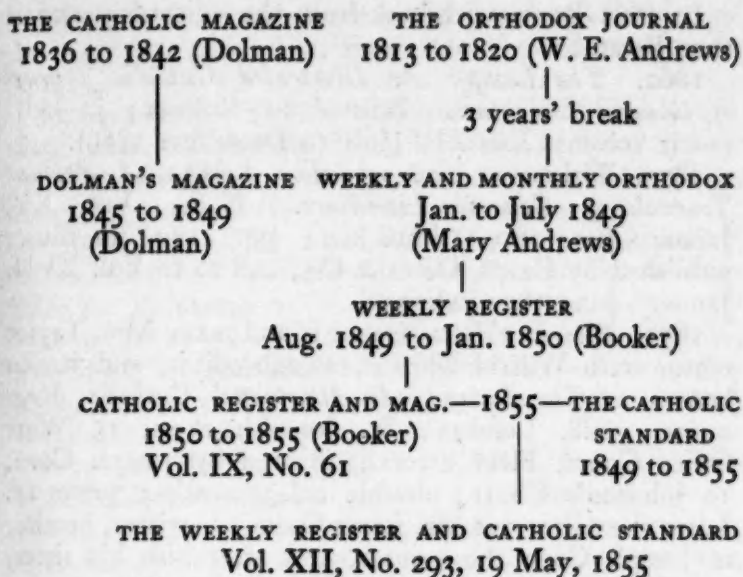 THE CATHOLIC MAGAZINE THE ORTHODOX JOURNAL
1836 to 1842 (Dolman) 1813 to 1820 (W. E. Andrews)
3 years' break
DOLMAN'S MAGAZINE WEEKLY AND MONTHLY ORTHODOX
1845 to 1849 Jan. to July 1849
(Dolman) (Mary Andrews)
WEEKLY REGISTER
Aug. 1849 to Jan. 1850 (Booker)
CATHOLIC REGISTER AND MAG.—1855—THE CATHOLIC
1850 to 1855 (Booker) STANDARD
Vol. IX, No. 61 1849 to 1855
THE WEEKLY REGISTER AND CATHOLIC STANDARD
Vol. XII, No. 293, 19 May, 1855